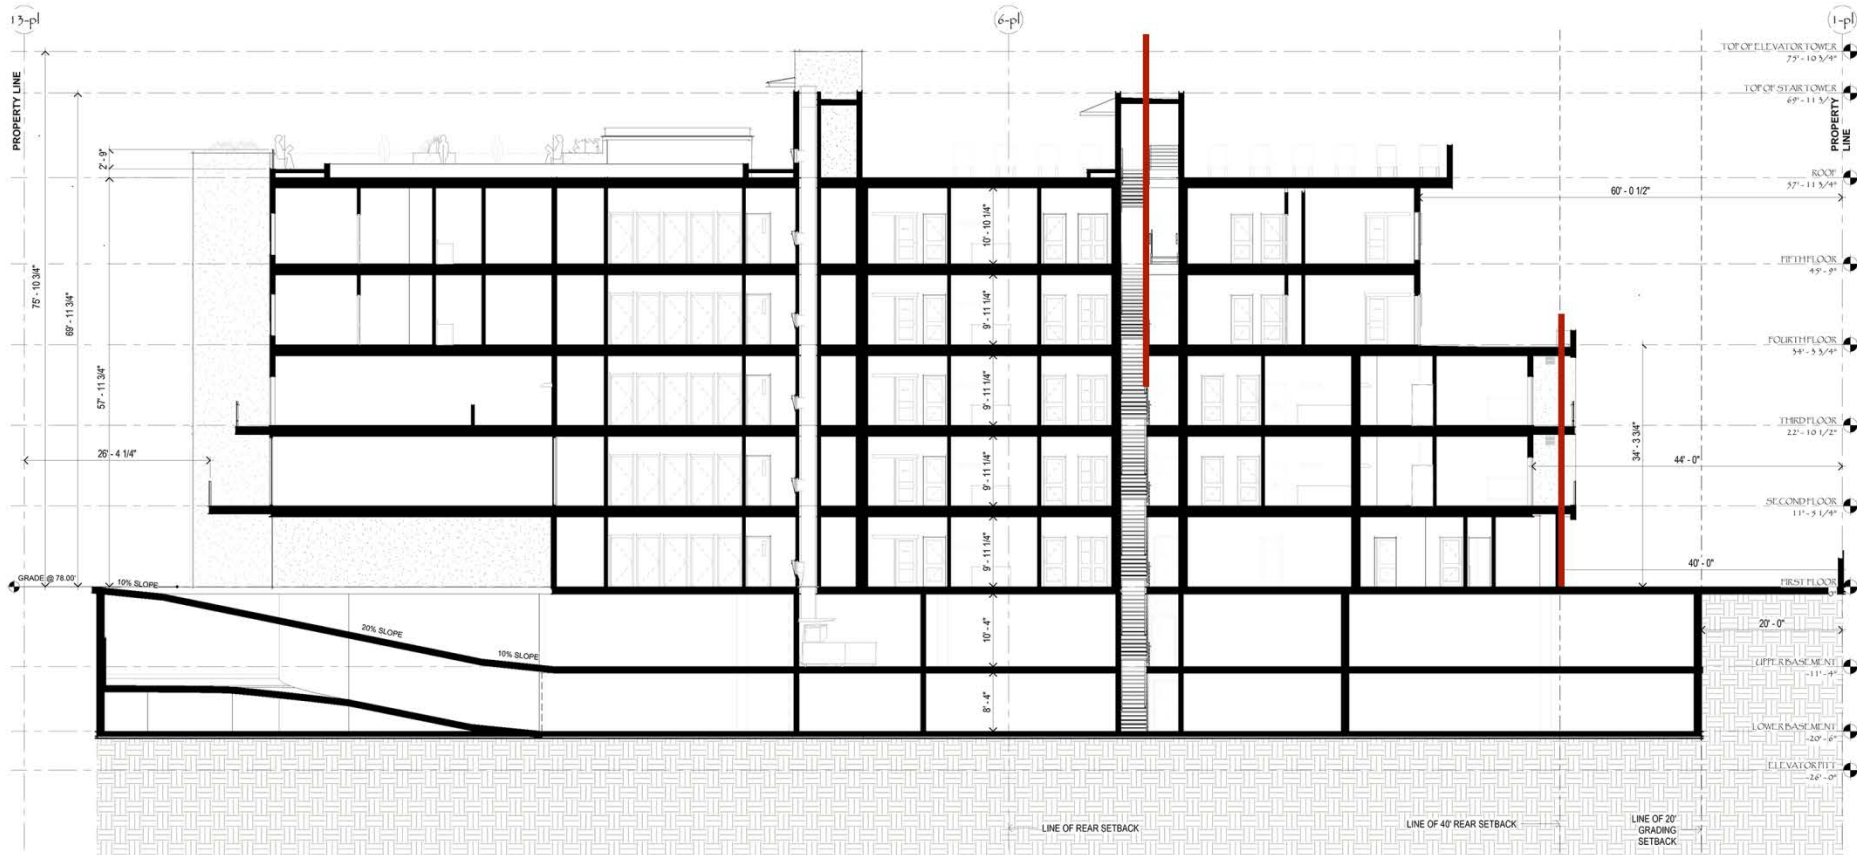 13-pl
6-pl
1-pl
PROPERTY LINE
PROPERTY
LINE
TOP OF ELEVATOR TOWER
75' - 10 3/4"
TOP OF STAIR TOWER
69' - 11 3/4"
ROOF
57' - 11 3/4"
60' - 0 1/2"
FIFTH FLOOR
45' - 9"
FOURTH FLOOR
34' - 3 3/4"
THIRD FLOOR
22' - 10 1/2"
SECOND FLOOR
11' - 5 1/4"
FIRST FLOOR
UPPER BASEMENT
-11' - 4"
LOWER BASEMENT
-20' - 6"
ELEVATOR PIT
-26' - 0"
2' - 9"
75' - 10 3/4"
69' - 11 3/4"
57' - 11 3/4"
26' - 4 1/4"
10' - 10 1/4"
9' - 11 1/4"
9' - 11 1/4"
9' - 11 1/4"
9' - 11 1/4"
10' - 4"
8' - 4"
34' - 3 3/4"
44' - 0"
40' - 0"
20' - 0"
GRADE @ 78.00'
10% SLOPE
20% SLOPE
10% SLOPE
LINE OF REAR SETBACK
LINE OF 40' REAR SETBACK
LINE OF 20'
GRADING
SETBACK